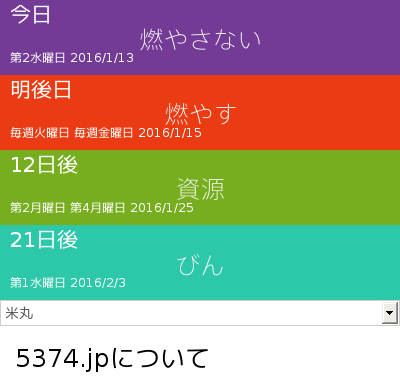 今日
燃やさない
第2水曜日 2016/1/13
明後日
燃やす
毎週火曜日 毎週金曜日 2016/1/15
12日後
資源
第2月曜日 第4月曜日 2016/1/25
21日後
びん
第1水曜日 2016/2/3
米丸
5374.jpについて